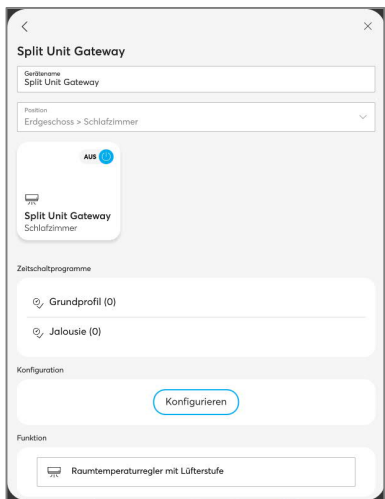 Split Unit Gateway
Gerätename
Split Unit Gateway
Position
Erdgeschoss > Schlafzimmer
AUS
Split Unit Gateway
Schlafzimmer
Zeitschaltprogramme
Grundprofil (0)
Jalousie (0)
Konfiguration
Konfigurieren
Funktion
Raumtemperaturregler mit Lüfterstufe